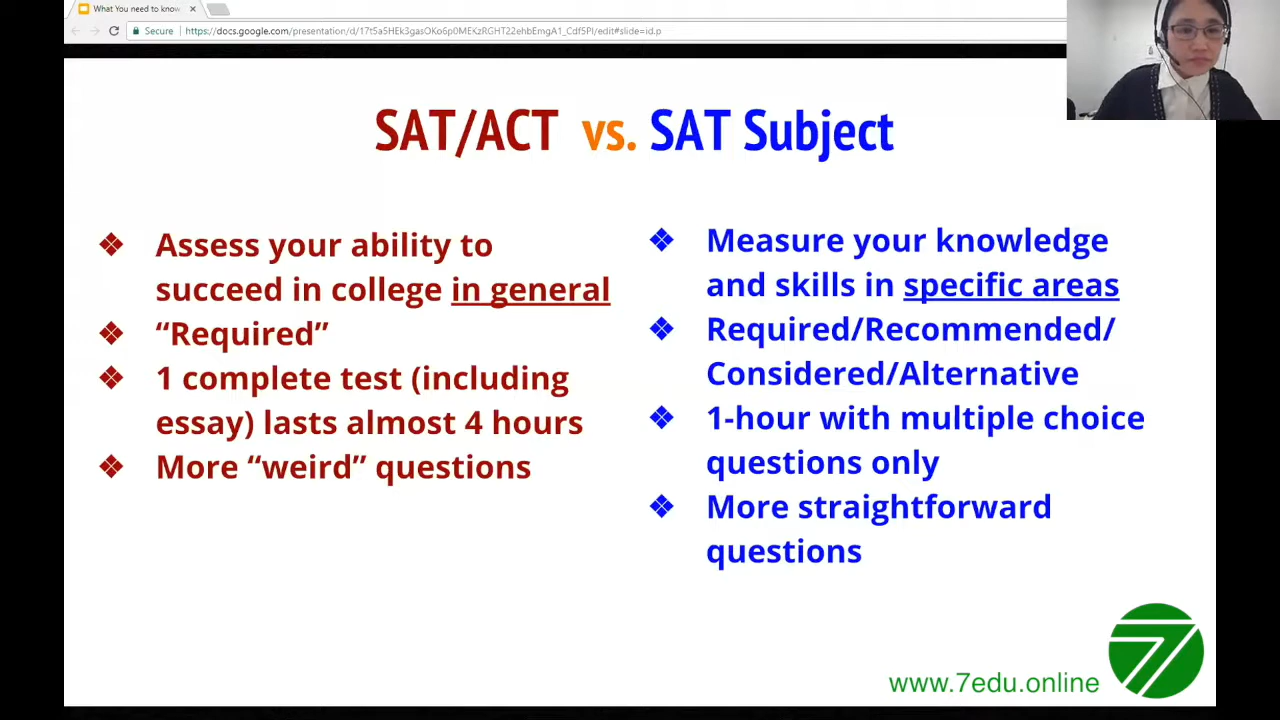 What You need to know
Secure
https://docs.google.com/presentation/d/17t5a5HEk3gasOKo6p0MEKzRGHT22ehbEmgA1_Cdf5PI/edit#slide=id.p
SAT/ACT vs. SAT Subject
❖ Assess your ability to
succeed in college in general
❖ “Required”
❖ 1 complete test (including
essay) lasts almost 4 hours
❖ More “weird” questions
❖ Measure your knowledge
and skills in specific areas
❖ Required/Recommended/
Considered/Alternative
❖ 1-hour with multiple choice
questions only
❖ More straightforward
questions
www.7edu.online
7